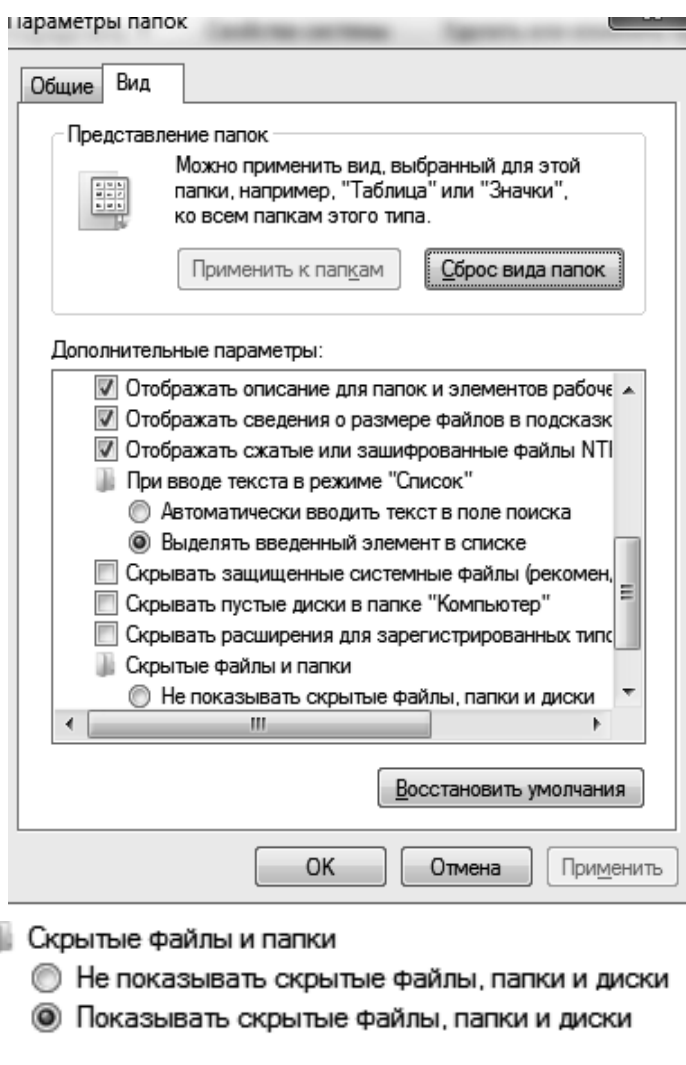 Параметры папок
Общие
Вид
Представление папок
Можно применить вид, выбранный для этой
папки, например, "Таблица" или "Значки",
ко всем папкам этого типа.
Применить к папкам
Сброс вида папок
Дополнительные параметры:
Отображать описание для папок и элементов рабоче
Отображать сведения о размере файлов в подсказк
Отображать сжатые или зашифрованные файлы NTI
При вводе текста в режиме "Список"
Автоматически вводить текст в поле поиска
Выделять введенный элемент в списке
Скрывать защищенные системные файлы (рекомен,
Скрывать пустые диски в папке "Компьютер"
Скрывать расширения для зарегистрированных типо
Скрытые файлы и папки
Не показывать скрытые файлы, папки и диски
Восстановить умолчания
OK
Отмена
Применить
Скрытые файлы и папки
Не показывать скрытые файлы, папки и диски
Показывать скрытые файлы, папки и диски